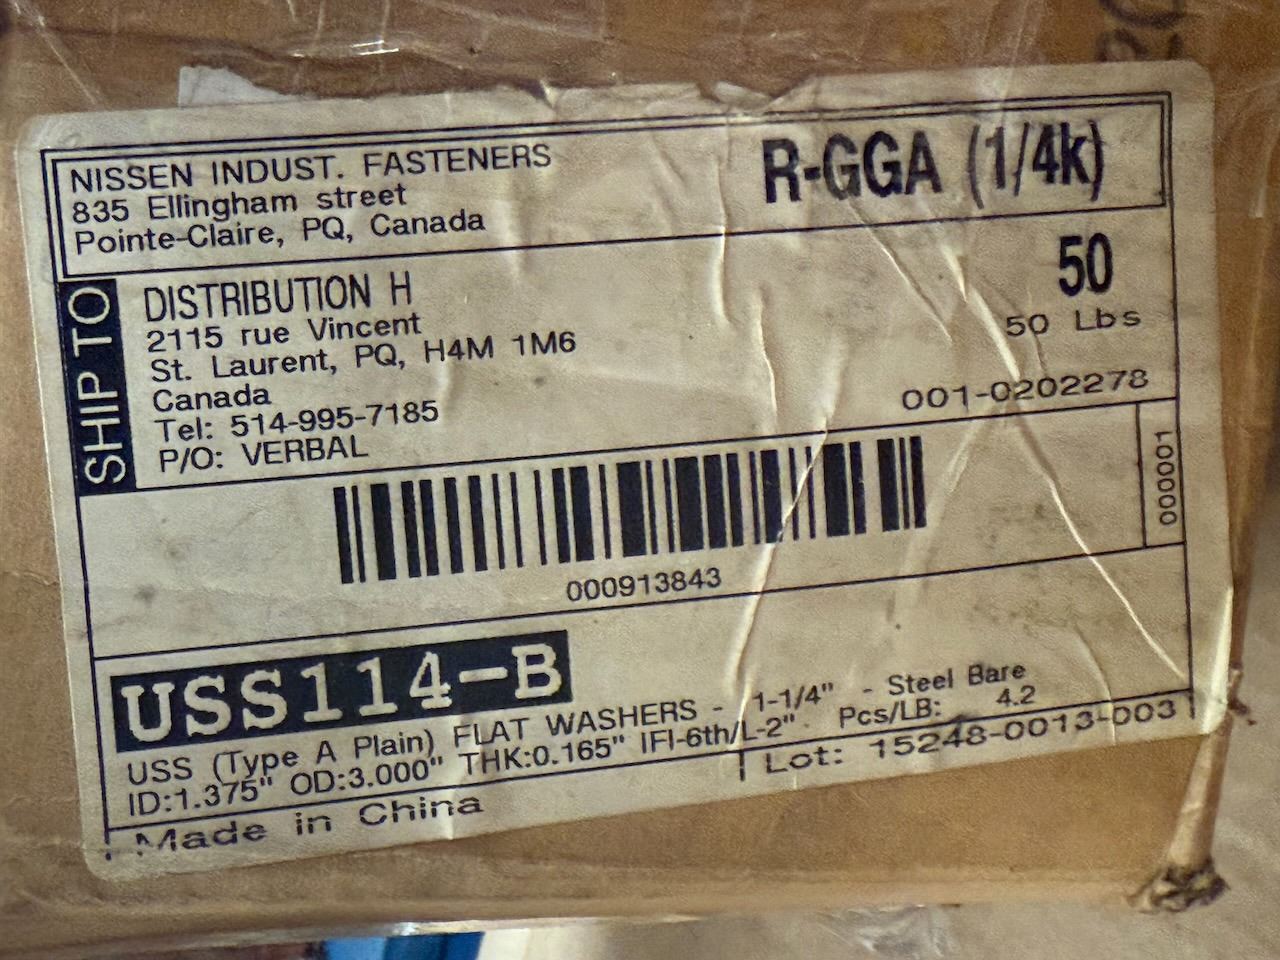 NISSEN INDUST. FASTENERS
835 Ellingham street
Pointe-Claire, PQ, Canada
R-GGA (1/4k)
SHIP TO
DISTRIBUTION H
2115 rue Vincent
St. Laurent, PQ, H4M 1M6
Canada
Tel: 514-995-7185
P/O: VERBAL
50
50 Lbs
001-0202278
000001
000913843
USS114-B
USS (Type A Plain) FLAT WASHERS - 1-1/4" - Steel Bare
ID:1.375" OD:3.000" THK:0.165" IFI-6th/L-2". Pcs/LB: 4.2
Made in China
Lot: 15248-0013-003